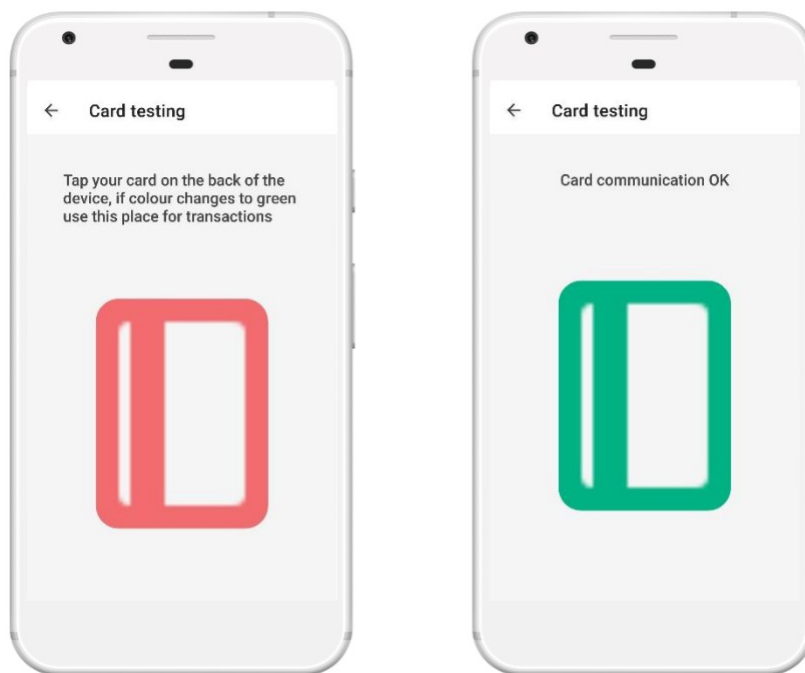 Card testing
Tap your card on the back of the
device, if colour changes to green
use this place for transactions
Card testing
Card communication OK